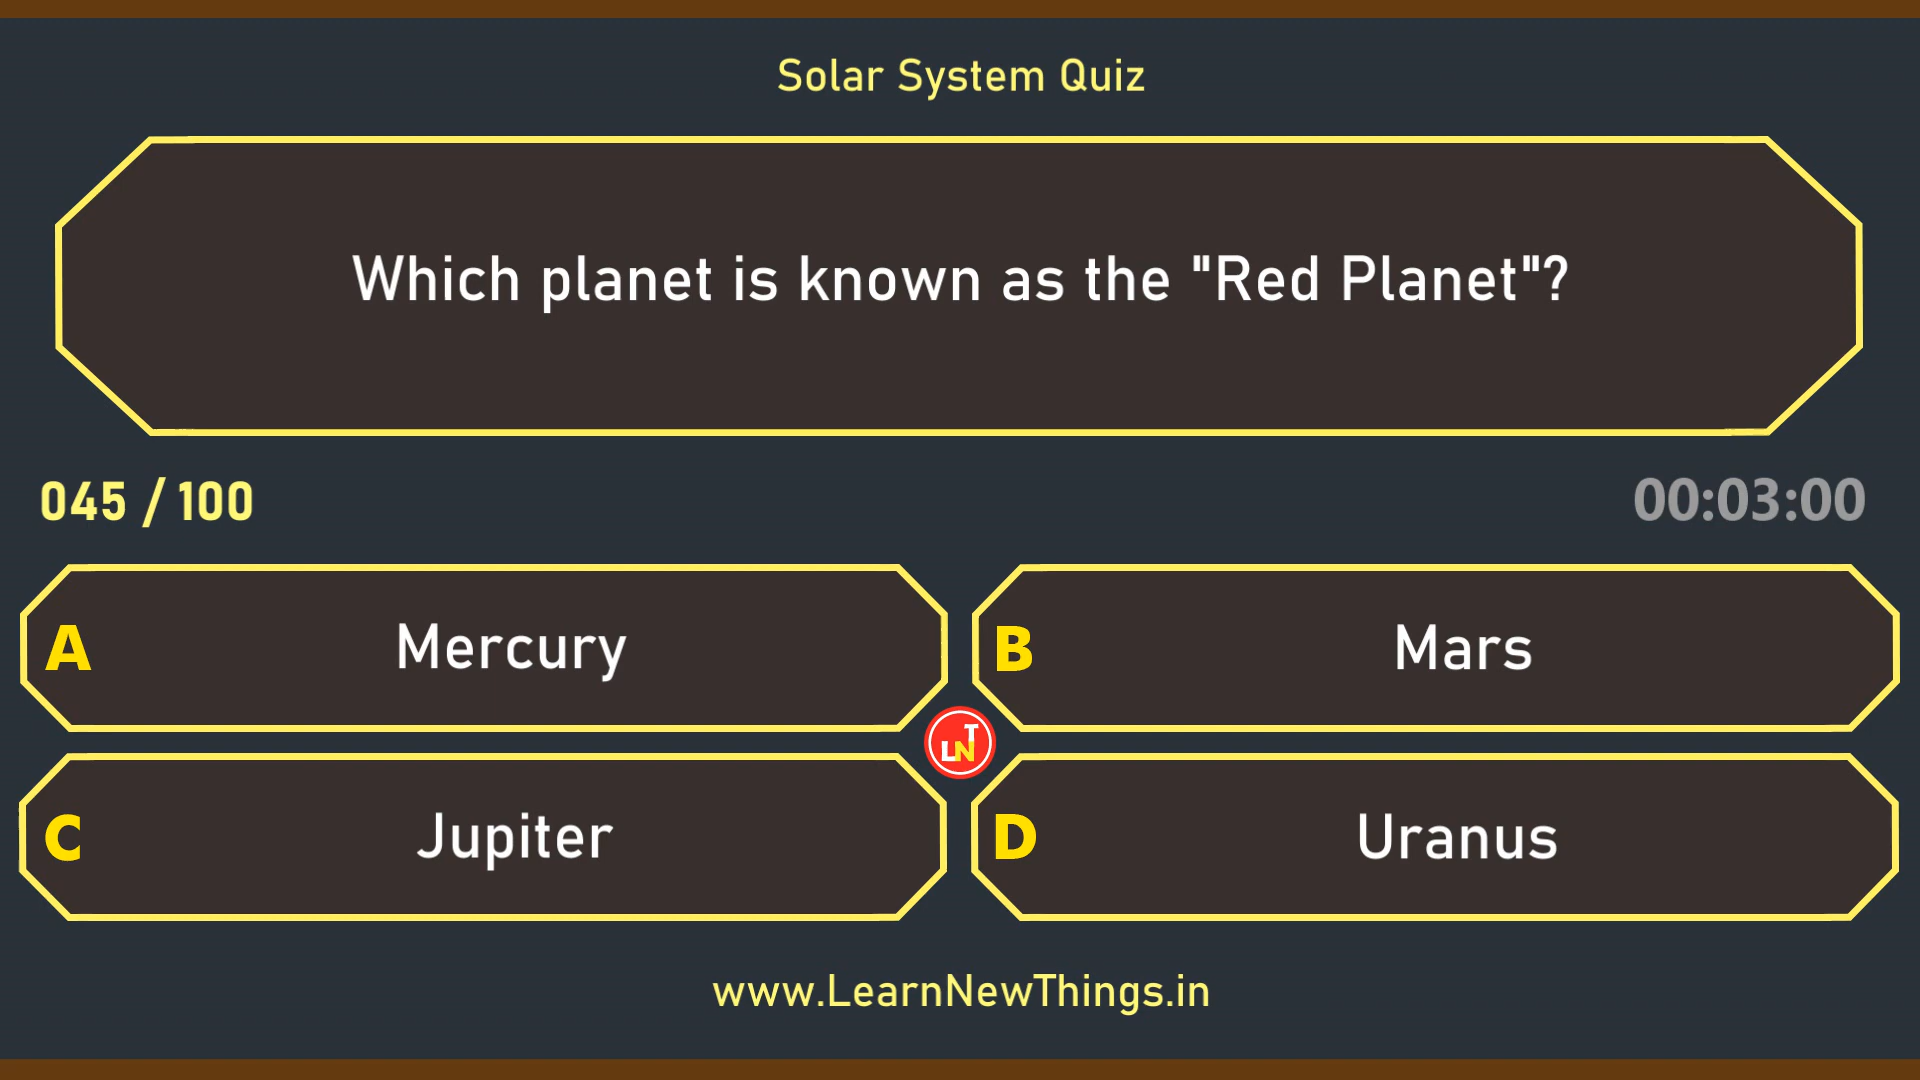 Solar System Quiz
Which planet is known as the "Red Planet"?
045 / 100
00:03:00
A Mercury
B Mars
LNT
C Jupiter
D Uranus
www.LearnNewThings.in